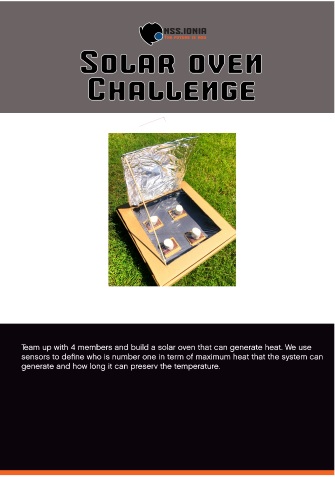 NSS.IONIA
Solar oven
Challenge
Team up with 4 members and build a solar oven that can generate heat. We use
sensors to define who is number one in term of maximum heat that the system can
generate and how long it can preserv the temperature.